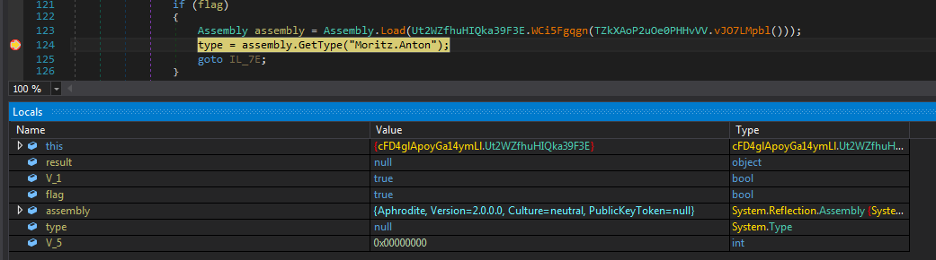 121 if (flag)
122 {
123 Assembly assembly = Assembly.Load(Ut2WZfhuHIQka39F3E.WCi5Fgqgn(TZkXAoP2uOe0PHHvVV.vJO7LMpbl()));
124 type = assembly.GetType("Moritz.Anton");
125 goto IL_7E;
126 }
100 %
Locals
Name Value Type
this {cFD4glApoyGa14ymLl.Ut2WZfhuHIQka39F3E} cFD4glApoyGa14ymLl.Ut2WZfhuH...
result null object
V_1 true bool
flag true bool
assembly {Aphrodite, Version=2.0.0.0, Culture=neutral, PublicKeyToken=null} System.Reflection.Assembly {Syste...
type null System.Type
V_5 0x00000000 int